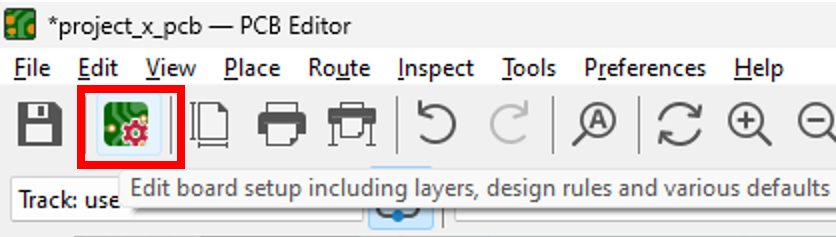 *project_x_pcb — PCB Editor
File Edit View Place Route Inspect Tools Preferences Help
A
Edit board setup including layers, design rules and various defaults
Track: use